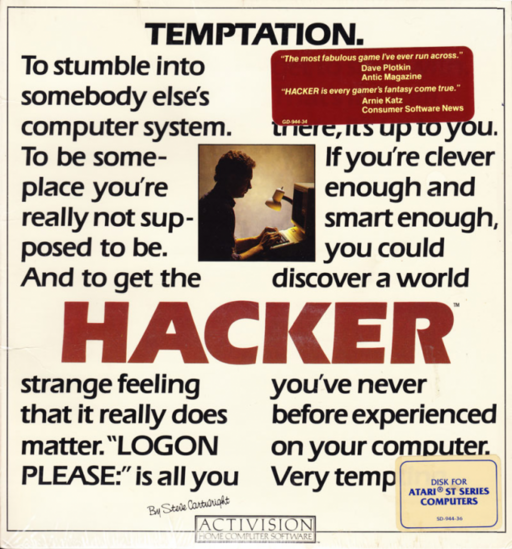 TEMPTATION.
To stumble into
somebody else's
computer system.
To be some-
place you're
really not sup-
posed to be.
And to get the
strange feeling
that it really does
matter. "LOGON
PLEASE:" is all you
"The most fabulous game I've ever run across."
Dave Plotkin
Antic Magazine
"HACKER is every gamer's fantasy come true."
Arnie Katz
Consumer Software News
GD-944-34
there, it's up to you.
If you're clever
enough and
smart enough,
you could
discover a world
you've never
before experienced
on your computer.
Very temp
HACKER™
By Steve Cartwright
ACTIVISION
HOME COMPUTER SOFTWARE
DISK FOR
ATARI® ST SERIES
COMPUTERS
SD-944-36